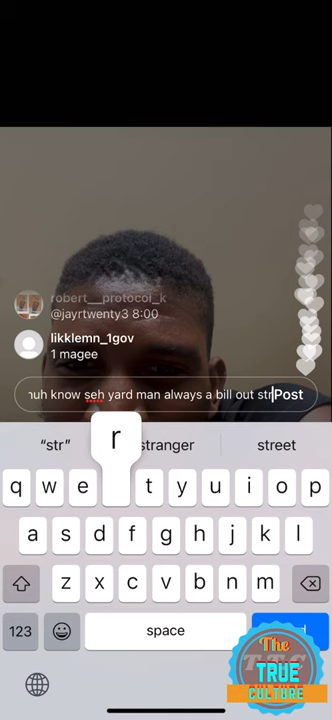 robert__protocol_k
@jayrtwenty3 8:00
likklemn_1gov
1 magee
nuh know seh yard man always a bill out str Post
"str" stranger street
r
q w e t y u i o p
a s d f g h j k l
z x c v b n m
123 space
The
TRUE
CULTURE